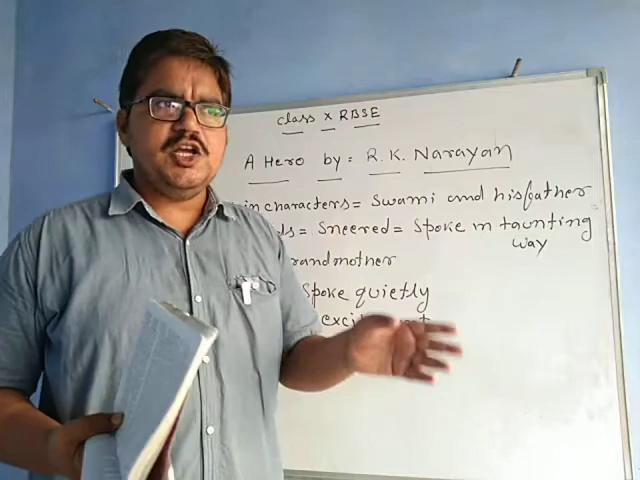 class x RBSE
A Hero by = R. K. Narayan
in characters = Swami and his father
ds = Sneered = Spoke in taunting
way
randmother
Spoke quietly